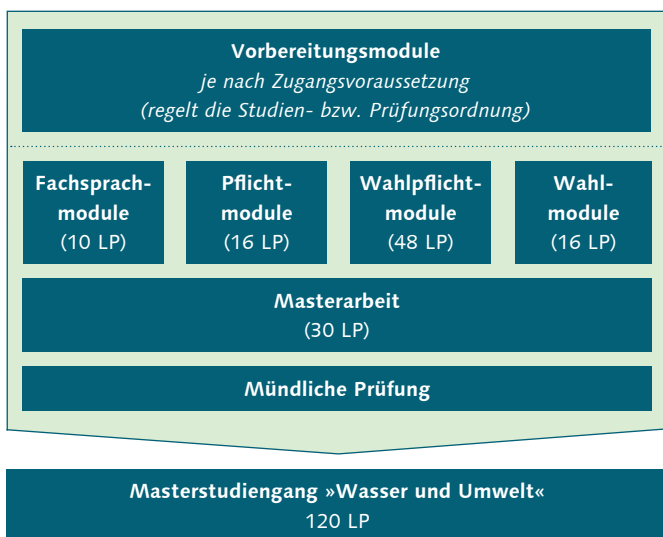 Vorbereitungsmodule
je nach Zugangsvoraussetzung
(regelt die Studien- bzw. Prüfungsordnung)
Fachsprach-
module
(10 LP)
Pflicht-
module
(16 LP)
Wahlpflicht-
module
(48 LP)
Wahl-
module
(16 LP)
Masterarbeit
(30 LP)
Mündliche Prüfung
Masterstudiengang »Wasser und Umwelt«
120 LP